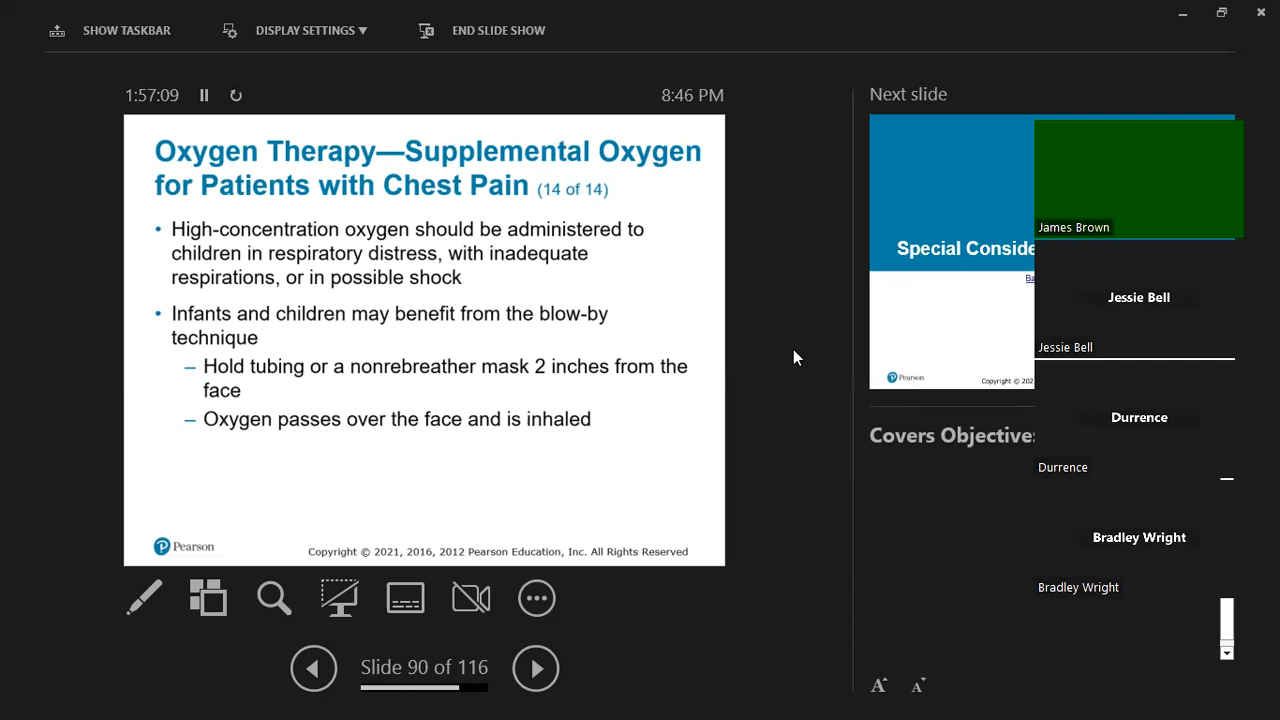 SHOW TASKBAR
DISPLAY SETTINGS ▼
END SLIDE SHOW
1:57:09
8:46 PM
Oxygen Therapy—Supplemental Oxygen
for Patients with Chest Pain (14 of 14)
• High-concentration oxygen should be administered to
children in respiratory distress, with inadequate
respirations, or in possible shock
• Infants and children may benefit from the blow-by
technique
– Hold tubing or a nonrebreather mask 2 inches from the
face
– Oxygen passes over the face and is inhaled
Pearson
Copyright © 2021, 2016, 2012 Pearson Education, Inc. All Rights Reserved
Slide 90 of 116
Next slide
Special Conside
Ba
Pearson
Copyright © 202
Covers Objective
James Brown
Jessie Bell
Jessie Bell
Durrence
Durrence
Bradley Wright
Bradley Wright
A
A